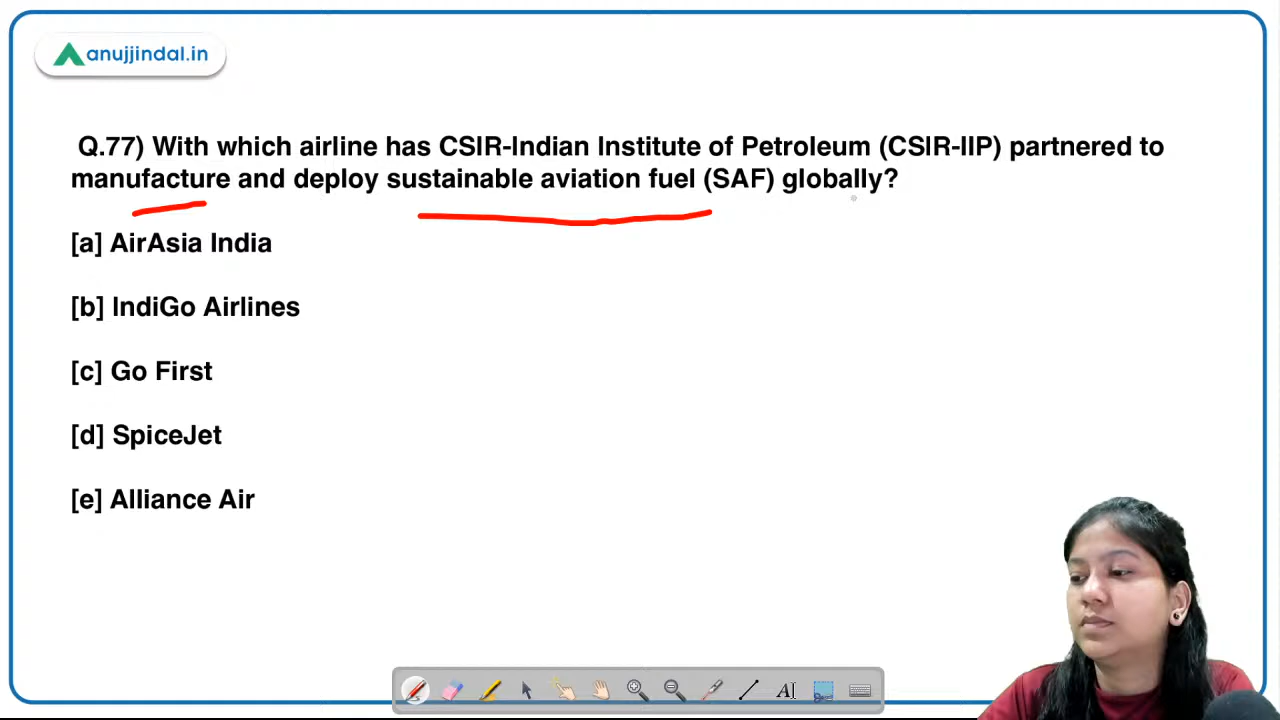 anujjindal.in
Q.77) With which airline has CSIR-Indian Institute of Petroleum (CSIR-IIP) partnered to
manufacture and deploy sustainable aviation fuel (SAF) globally?
[a] AirAsia India
[b] IndiGo Airlines
[c] Go First
[d] SpiceJet
[e] Alliance Air